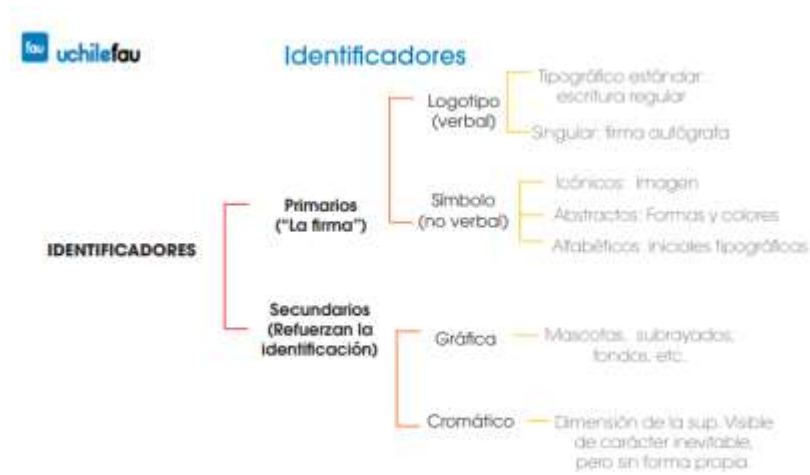 fau uchilefau
Identificadores
IDENTIFICADORES
Primarios
("La firma")
Logotipo
(verbal)
Tipográfico estándar:
escritura regular
Singular: firma autógrafa
Símbolo
(no verbal)
Icónicos: Imagen
Abstractos: Formas y colores
Alfabéticos: iniciales tipográficas
Secundarios
(Refuerzan la
identificación)
Gráfica
Mascotas, subrayados,
fondos, etc.
Cromático
Dimensión de la sup. Visible
de carácter inevitable,
pero sin forma propia